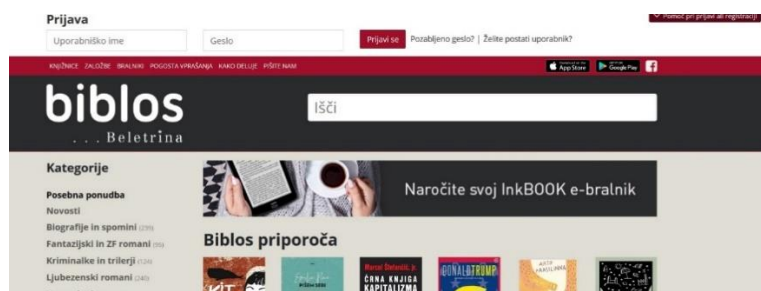 Prijava
Pomoč pri prijavi ali registraciji
Uporabniško ime
Geslo
Prijavi se
Pozabljeno geslo? | Želite postati uporabnik?
KNJIŽNICE ZALOŽBE BRALNIKI POGOSTA VPRAŠANJA KAKO DELUJE PIŠITE NAM
App Store
Google Play
biblos
... Beletrina
Išči
Kategorije
Posebna ponudba
Novosti
Biografije in spomini
Fantazijski in ZF romani
Kriminalke in trilerji
Ljubezenski romani
Naročite svoj InkBOOK e-bralnik
Biblos priporoča
KIT
ČRNA KNJIGA
KAPITALIZMA
DONALD TRUMP